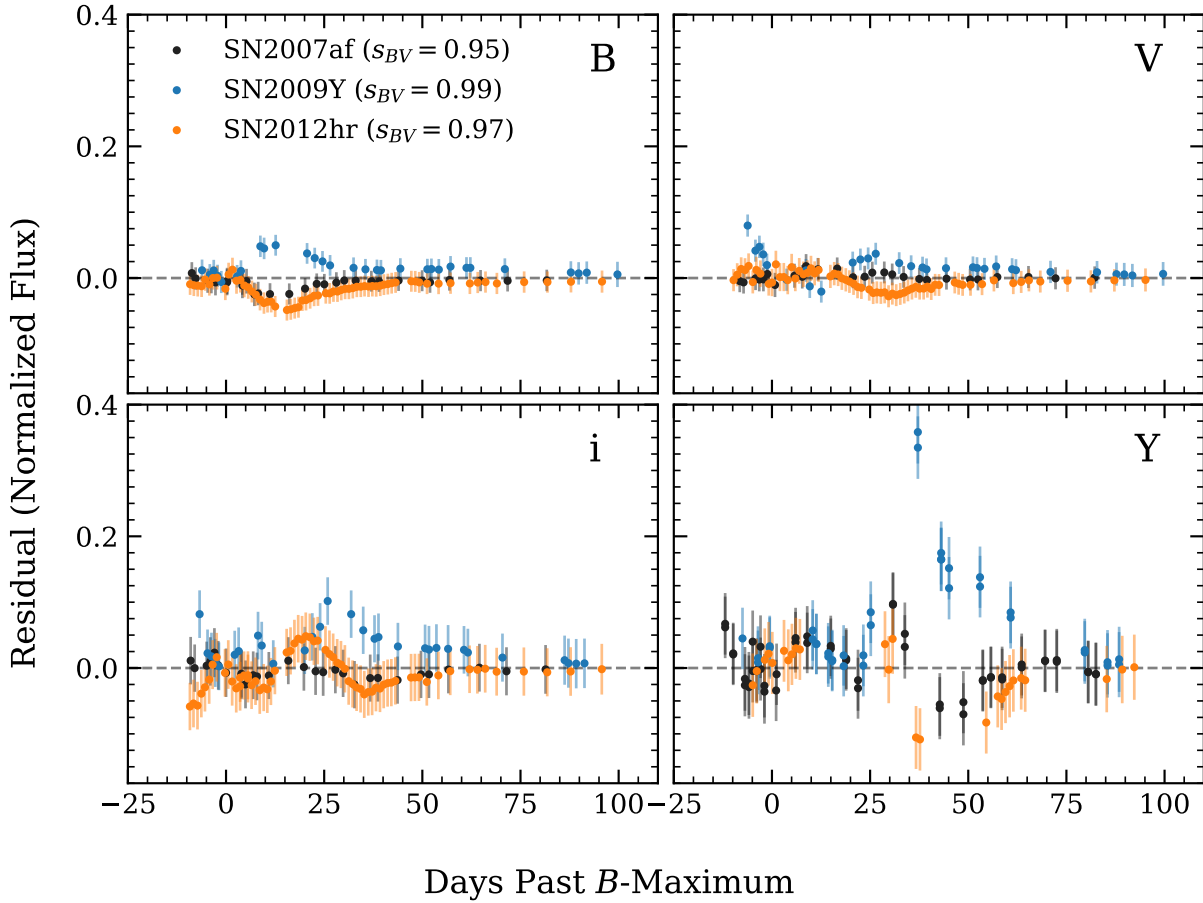 0.4
0.2
0.0
SN2007af (s_BV = 0.95)
SN2009Y (s_BV = 0.99)
SN2012hr (s_BV = 0.97)
B
V
0.4
0.2
0.0
i
Y
−25 0 25 50 75 100
−25 0 25 50 75 100
Residual (Normalized Flux)
Days Past B-Maximum